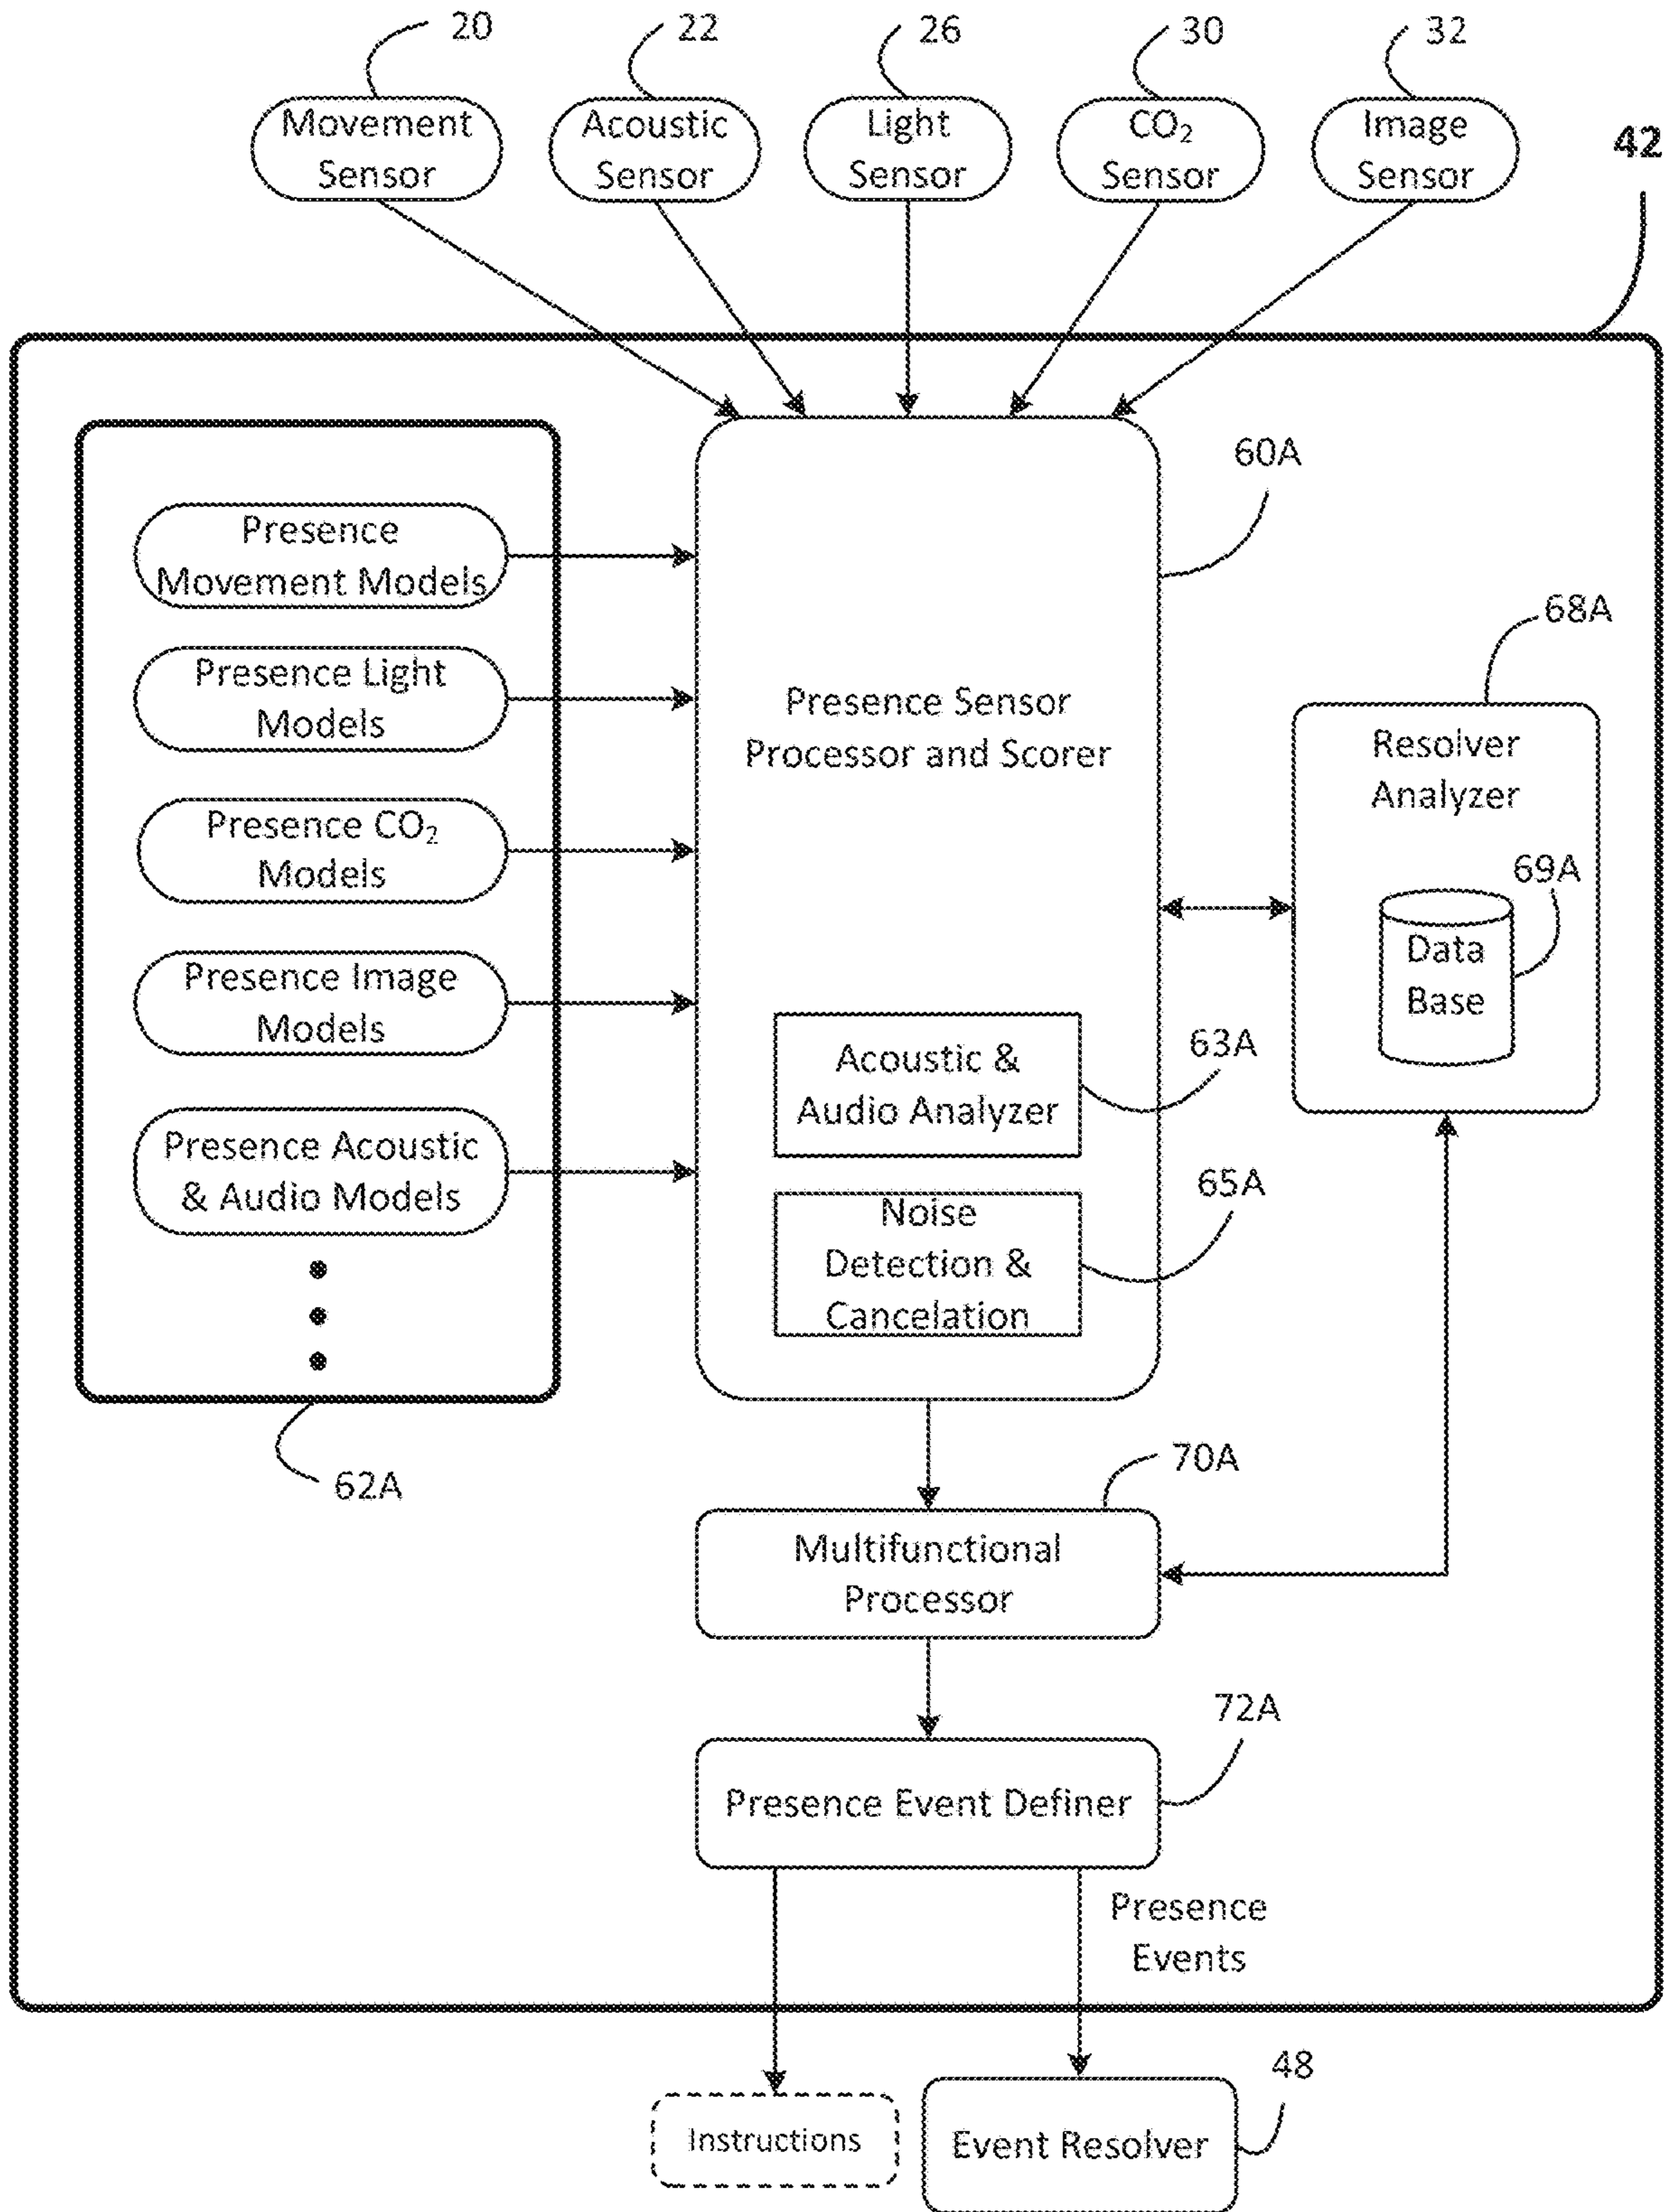 20
22
26
30
32
Movement
Sensor
Acoustic
Sensor
Light
Sensor
CO₂
Sensor
Image
Sensor
42
60A
Presence
Movement Models
Presence Light
Models
Presence CO₂
Models
Presence Image
Models
Presence Acoustic
& Audio Models
62A
Presence Sensor
Processor and Scorer
Acoustic &
Audio Analyzer
63A
Noise
Detection &
Cancelation
65A
68A
Resolver
Analyzer
69A
Data
Base
70A
Multifunctional
Processor
72A
Presence Event Definer
Presence
Events
Instructions
48
Event Resolver